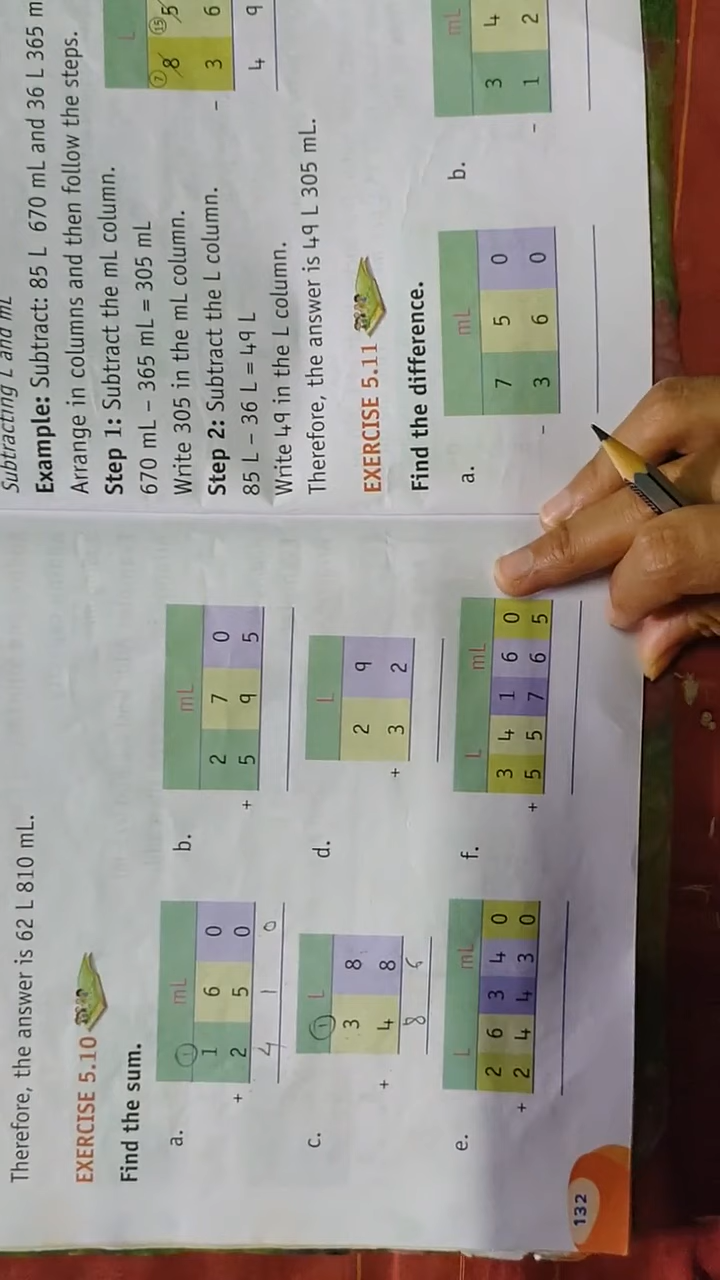 Therefore, the answer is 62 L 810 mL.
EXERCISE 5.10
Find the sum.
a.
mL
1
1 6 0
+ 2 5 0
4 1 0
b.
mL
2 7 0
+ 5 9 5
c.
L
1
3 8
+ 4 8
8 6
d.
L
2 9
+ 3 2
e.
L mL
2 6 3 4 0
+ 2 4 4 3 0
f.
L mL
3 4 1 6 0
+ 5 5 7 6 5
132
Subtracting L and mL
Example: Subtract: 85 L 670 mL and 36 L 365 m
Arrange in columns and then follow the steps.
Step 1: Subtract the mL column.
670 mL – 365 mL = 305 mL
Write 305 in the mL column.
Step 2: Subtract the L column.
85 L – 36 L = 49 L
Write 49 in the L column.
Therefore, the answer is 49 L 305 mL.
L
7 15
8 5
– 3 6
4 9
EXERCISE 5.11
Find the difference.
a.
mL
7 5 0
– 3 6 0
b.
mL
3 4
– 1 2